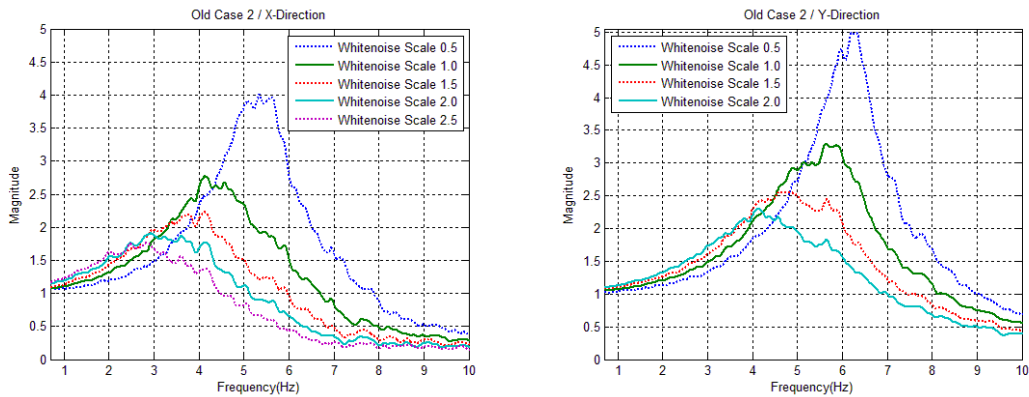 Old Case 2 / X-Direction
5
4.5
4
3.5
3
2.5
2
1.5
1
0.5
0
Magnitude
Whitenoise Scale 0.5
Whitenoise Scale 1.0
Whitenoise Scale 1.5
Whitenoise Scale 2.0
Whitenoise Scale 2.5
1 2 3 4 5 6 7 8 9 10
Frequency(Hz)
Old Case 2 / Y-Direction
5
4.5
4
3.5
3
2.5
2
1.5
1
0.5
0
Magnitude
Whitenoise Scale 0.5
Whitenoise Scale 1.0
Whitenoise Scale 1.5
Whitenoise Scale 2.0
1 2 3 4 5 6 7 8 9 10
Frequency(Hz)